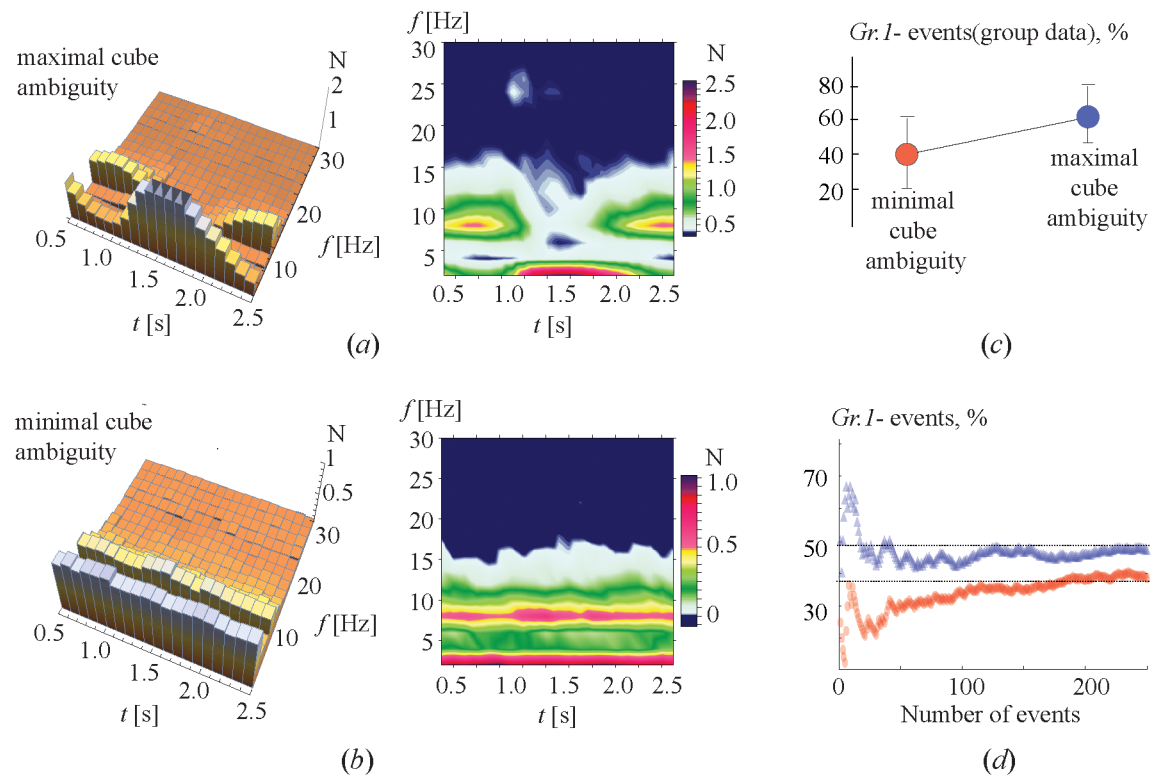 maximal cube
ambiguity
N
2
1
30
20
10
f [Hz]
0.5
1.0
1.5
2.0
2.5
t [s]
f [Hz]
30
25
20
15
10
5
0.5
1.0
1.5
2.0
2.5
t [s]
N
2.5
2.0
1.5
1.0
0.5
(a)
Gr.1- events(group data), %
80
60
40
20
minimal
cube
ambiguity
maximal
cube
ambiguity
(c)
minimal cube
ambiguity
N
1
0.5
30
20
10
f [Hz]
0.5
1.0
1.5
2.0
2.5
t [s]
f [Hz]
30
25
20
15
10
5
0.5
1.0
1.5
2.0
2.5
t [s]
N
1.0
0.5
0
(b)
Gr.1- events, %
70
50
30
0
100
200
Number of events
(d)